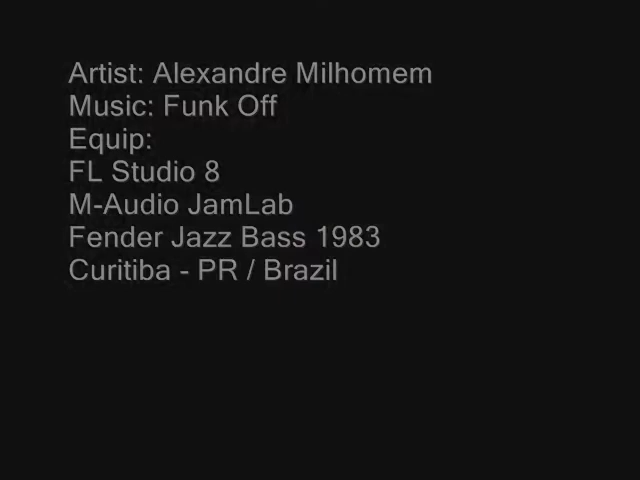 Artist: Alexandre Milhomem
Music: Funk Off
Equip:
FL Studio 8
M-Audio JamLab
Fender Jazz Bass 1983
Curitiba - PR / Brazil